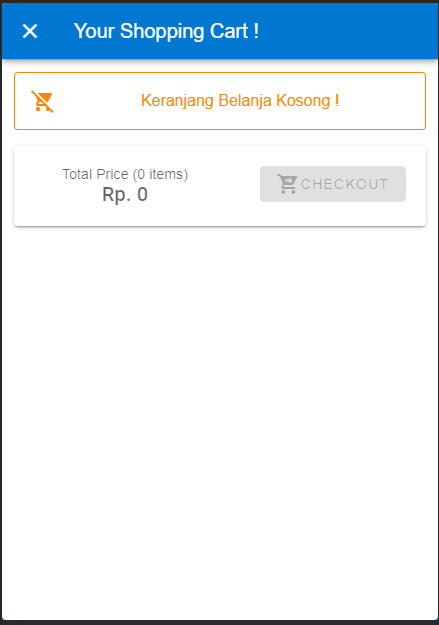 Your Shopping Cart !
Keranjang Belanja Kosong !
Total Price (0 items)
Rp. 0
CHECKOUT